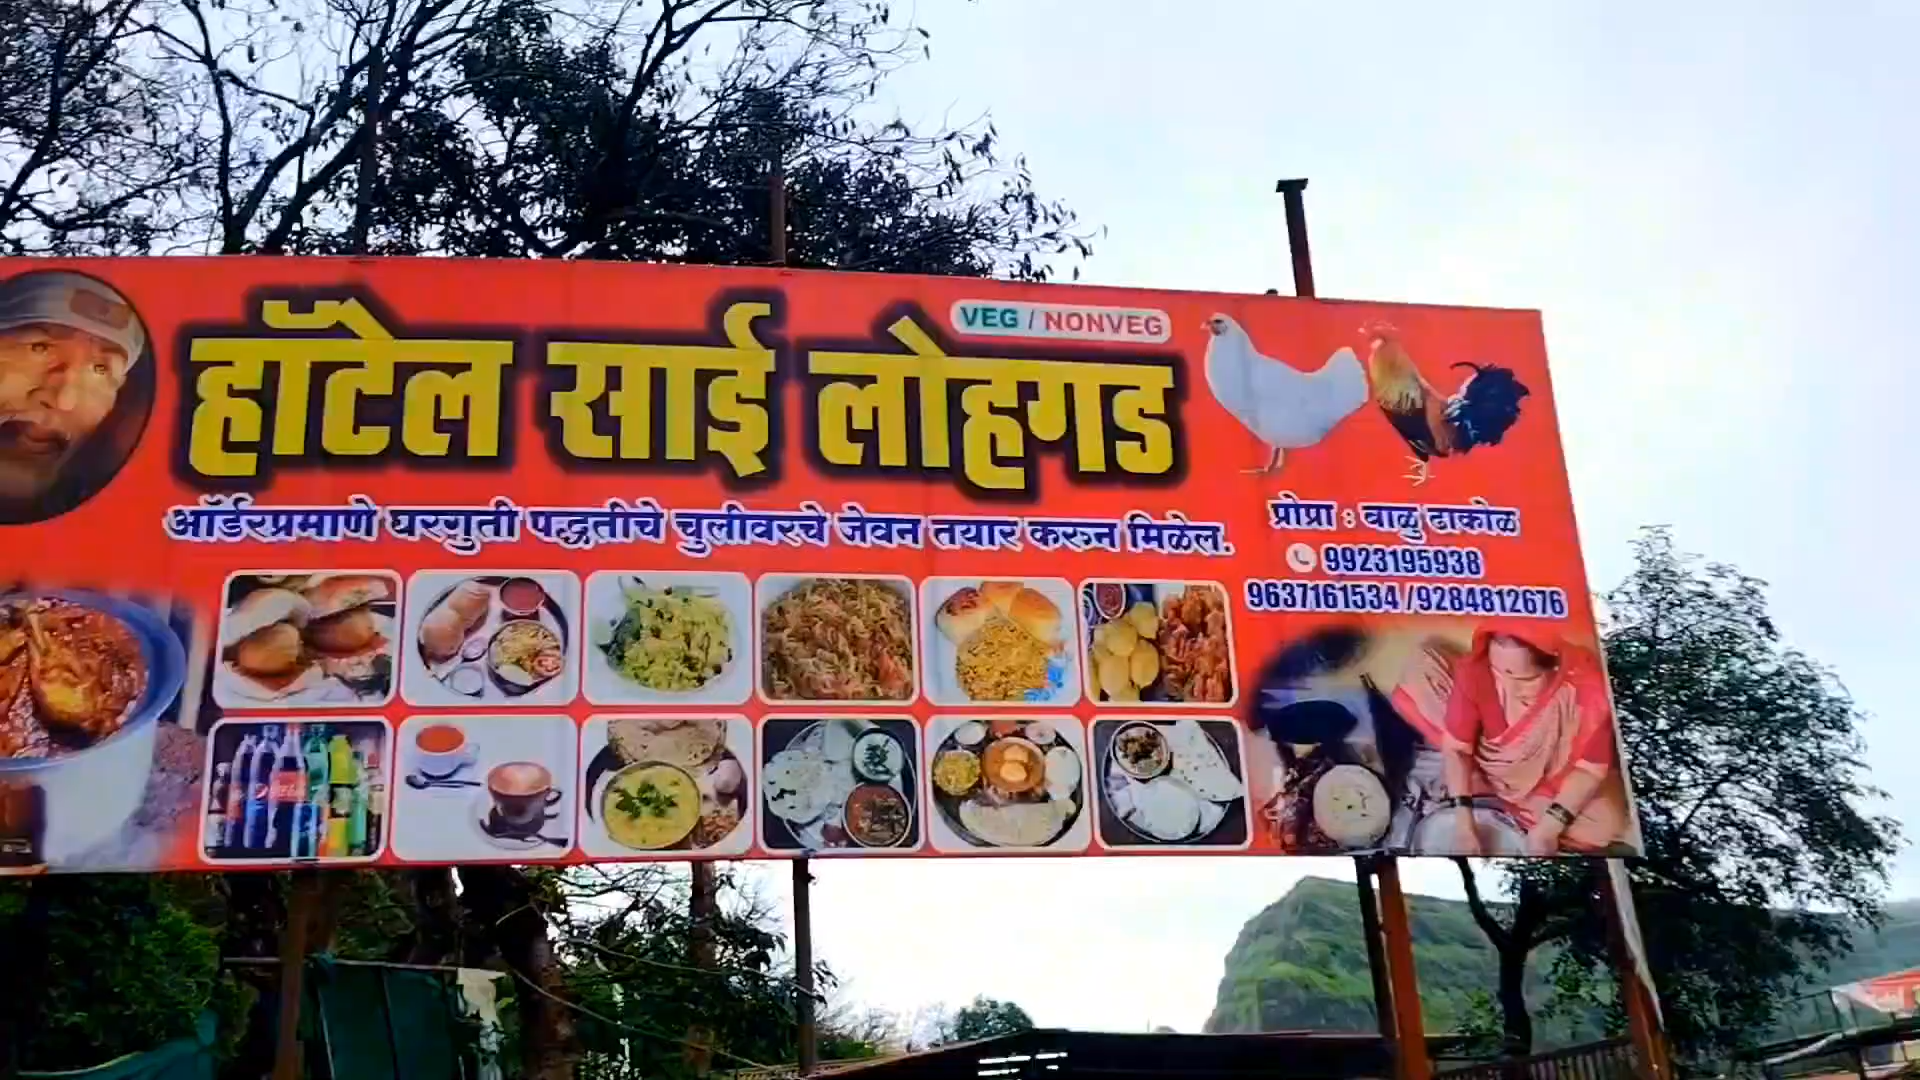 VEG / NONVEG
हॉटेल साई लोहगड
ऑर्डरप्रमाणे घरगुती पद्धतीचे चुलीवरचे जेवन तयार करुन मिळेल.
प्रोप्रा : बाळु ढाकोळ
9923195938
9637161534 /9284812676